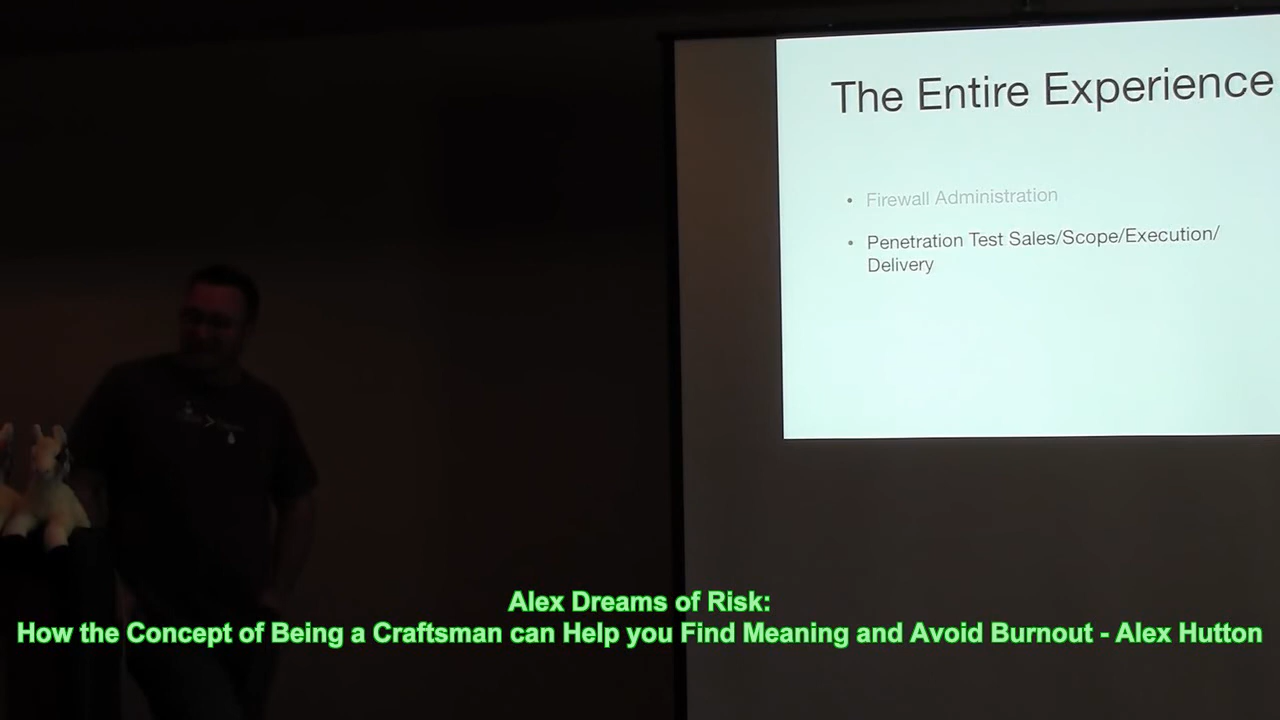 The Entire Experience
• Firewall Administration
• Penetration Test Sales/Scope/Execution/
Delivery
Alex Dreams of Risk:
How the Concept of Being a Craftsman can Help you Find Meaning and Avoid Burnout - Alex Hutton